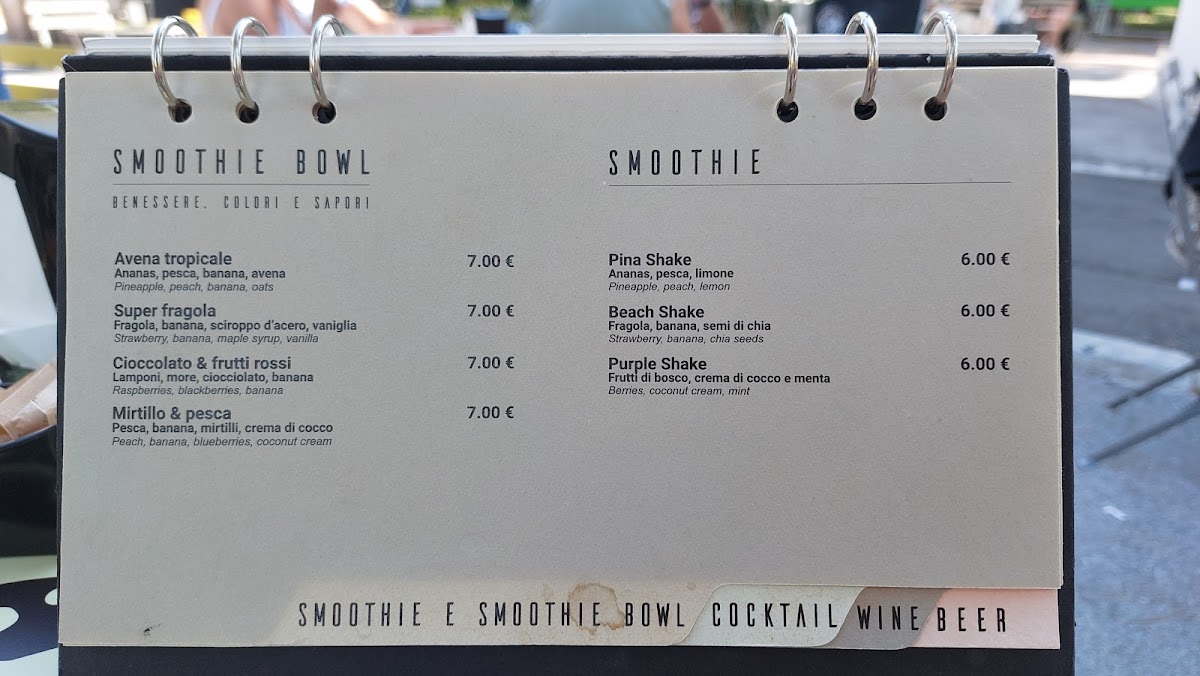 SMOOTHIE BOWL
BENESSERE, COLORI E SAPORI
Avena tropicale 7.00 €
Ananas, pesca, banana, avena
Pineapple, peach, banana, oats
Super fragola 7.00 €
Fragola, banana, sciroppo d'acero, vaniglia
Strawberry, banana, maple syrup, vanilla
Cioccolato & frutti rossi 7.00 €
Lamponi, more, ciocciolato, banana
Raspberries, blackberries, banana
Mirtillo & pesca 7.00 €
Pesca, banana, mirtilli, crema di cocco
Peach, banana, blueberries, coconut cream
SMOOTHIE
Pina Shake 6.00 €
Ananas, pesca, limone
Pineapple, peach, lemon
Beach Shake 6.00 €
Fragola, banana, semi di chia
Strawberry, banana, chia seeds
Purple Shake 6.00 €
Frutti di bosco, crema di cocco e menta
Berries, coconut cream, mint
SMOOTHIE E SMOOTHIE BOWL COCKTAIL WINE BEER